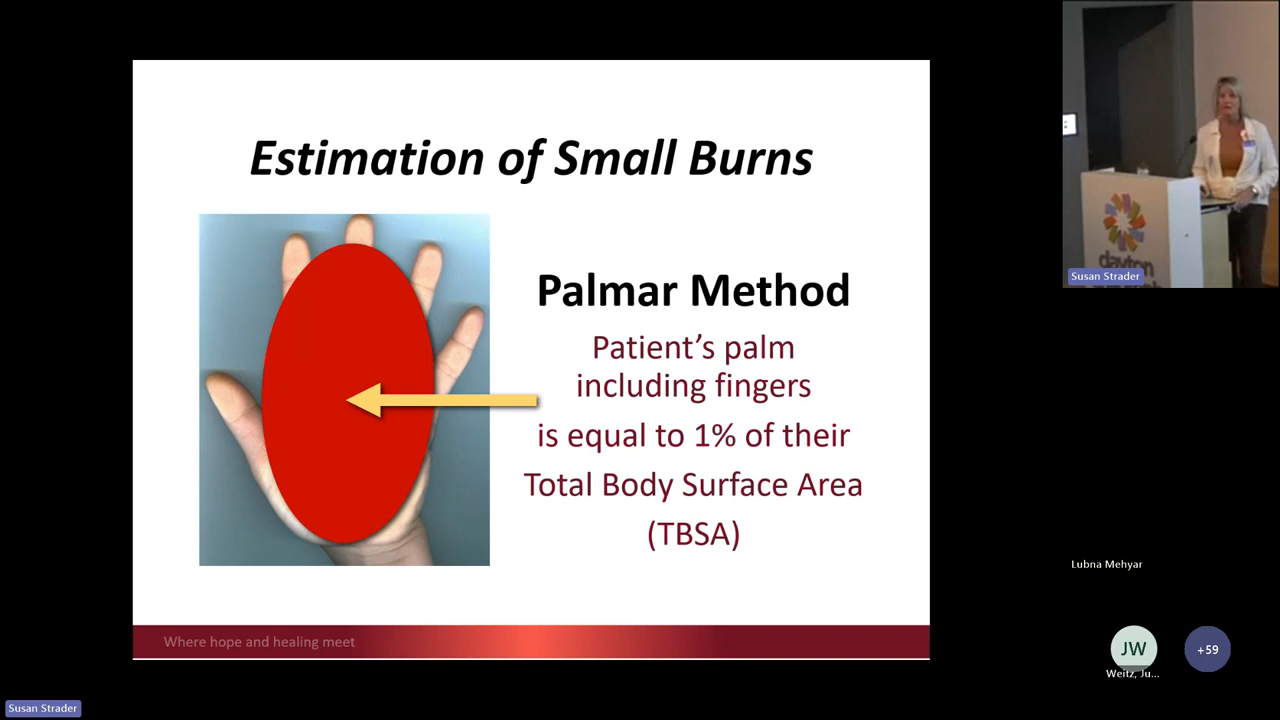 Estimation of Small Burns
Palmar Method
Patient's palm
including fingers
is equal to 1% of their
Total Body Surface Area
(TBSA)
Where hope and healing meet
dayton
Susan Strader
Lubna Mehyar
JW
Weitz, Ju...
+59
Susan Strader